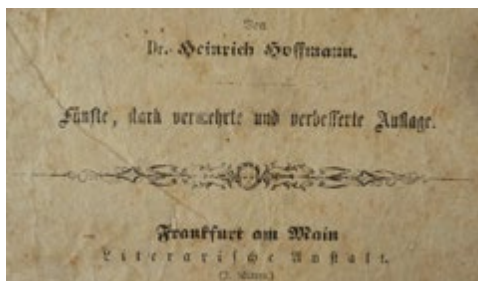 Von
Dr. Heinrich Hoffmann.
Fünfte, stark vermehrte und verbesserte Auflage.
Frankfurt am Main
Literarische Anstalt.